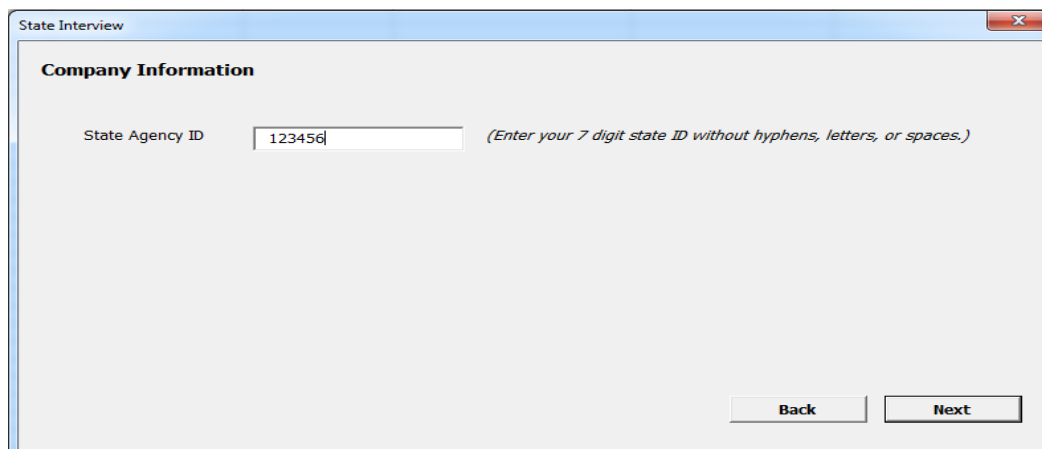 State Interview
Company Information
State Agency ID 123456 (Enter your 7 digit state ID without hyphens, letters, or spaces.)
Back Next